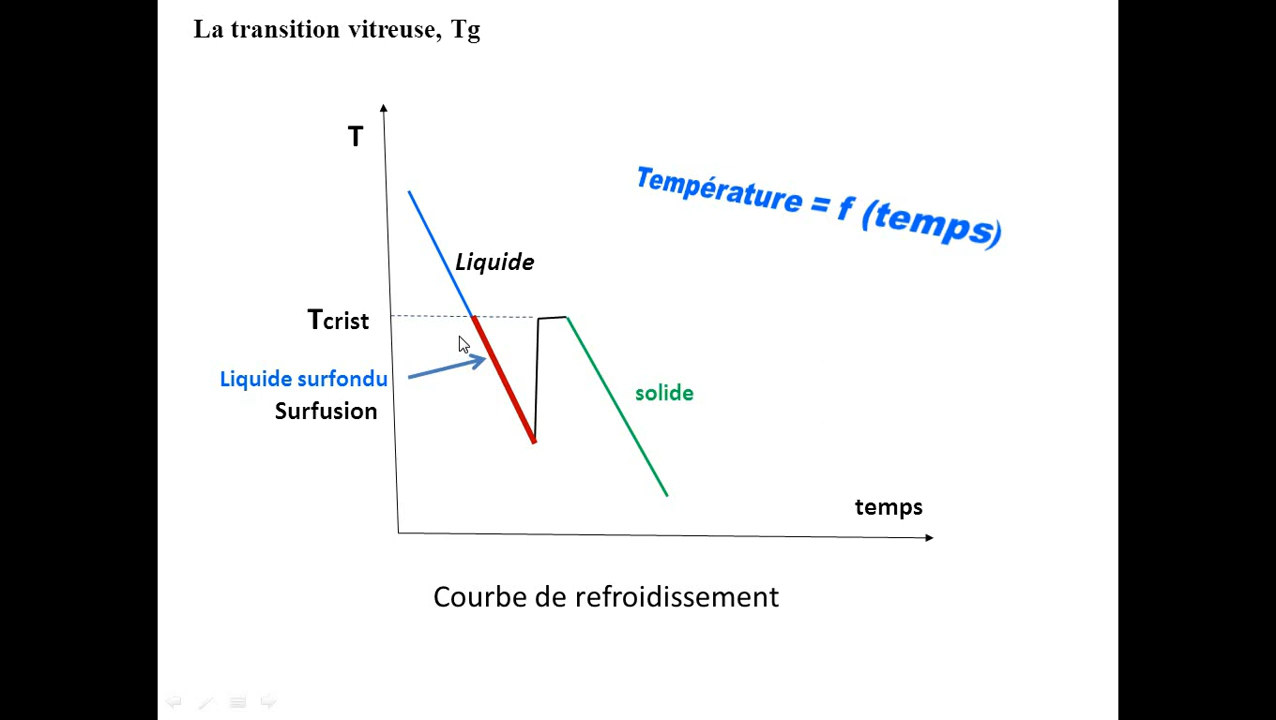 La transition vitreuse, Tg
T
Température = f (temps)
Liquide
Tcrist
Liquide surfondu
Surfusion
solide
temps
Courbe de refroidissement